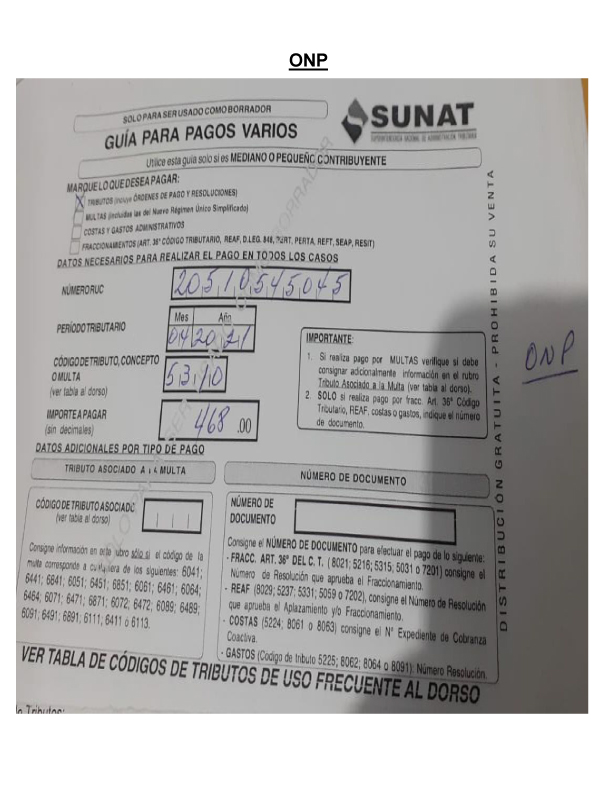 ONP
SOLO PARA SER USADO COMO BORRADOR
GUÍA PARA PAGOS VARIOS
SUNAT
SUPERINTENDENCIA NACIONAL DE ADMINISTRACIÓN TRIBUTARIA
Utilice esta guía solo si es MEDIANO O PEQUEÑO CONTRIBUYENTE
MARQUE LO QUE DESEA PAGAR:
X TRIBUTOS (incluye ÓRDENES DE PAGO Y RESOLUCIONES)
MULTAS (incluidas las del Nuevo Régimen Único Simplificado)
COSTAS Y GASTOS ADMINISTRATIVOS
FRACCIONAMIENTOS (ART. 36° CÓDIGO TRIBUTARIO, REAF, D.LEG. 848, PERT, PERTA, REFT, SEAP, RESIT)
DATOS NECESARIOS PARA REALIZAR EL PAGO EN TODOS LOS CASOS
NÚMERO RUC 20510545045
Mes Año
PERÍODO TRIBUTARIO 04 2021
CÓDIGO DE TRIBUTO, CONCEPTO
O MULTA 5310
(ver tabla al dorso)
IMPORTE A PAGAR 468 .00
(sin decimales)
IMPORTANTE:
1. Si realiza pago por MULTAS verifique si debe
consignar adicionalmente información en el rubro
Tributo Asociado a la Multa (ver tabla al dorso).
2. SOLO si realiza pago por fracc. Art. 36° Código
Tributario, REAF, costas o gastos, indique el número
de documento.
DATOS ADICIONALES POR TIPO DE PAGO
TRIBUTO ASOCIADO A LA MULTA
CÓDIGO DE TRIBUTO ASOCIADO
(ver tabla al dorso)
Consigne información en este rubro sólo si el código de la
multa corresponde a cualquiera de los siguientes: 6041;
6441; 6841; 6051; 6451; 6851; 6061; 6461; 6064;
6464; 6071; 6471; 6871; 6072; 6472; 6089; 6489;
6091; 6491; 6891; 6111, 6411 ó 6113.
NÚMERO DE DOCUMENTO
NÚMERO DE
DOCUMENTO
Consigne el NÚMERO DE DOCUMENTO para efectuar el pago de lo siguiente:
- FRACC. ART. 36° DEL C. T. (8021; 5216; 5315; 5031 o 7201) consigne el
Número de Resolución que aprueba el Fraccionamiento.
- REAF (8029; 5237; 5331; 5059 o 7202), consigne el Número de Resolución
que aprueba el Aplazamiento y/o Fraccionamiento.
- COSTAS (5224; 8061 o 8063) consigne el N° Expediente de Cobranza
Coactiva.
- GASTOS (Codigo de tributo 5225; 8062; 8064 o 8091): Número Resolución.
VER TABLA DE CÓDIGOS DE TRIBUTOS DE USO FRECUENTE AL DORSO
DISTRIBUCIÓN GRATUITA - PROHIBIDA SU VENTA
ONP